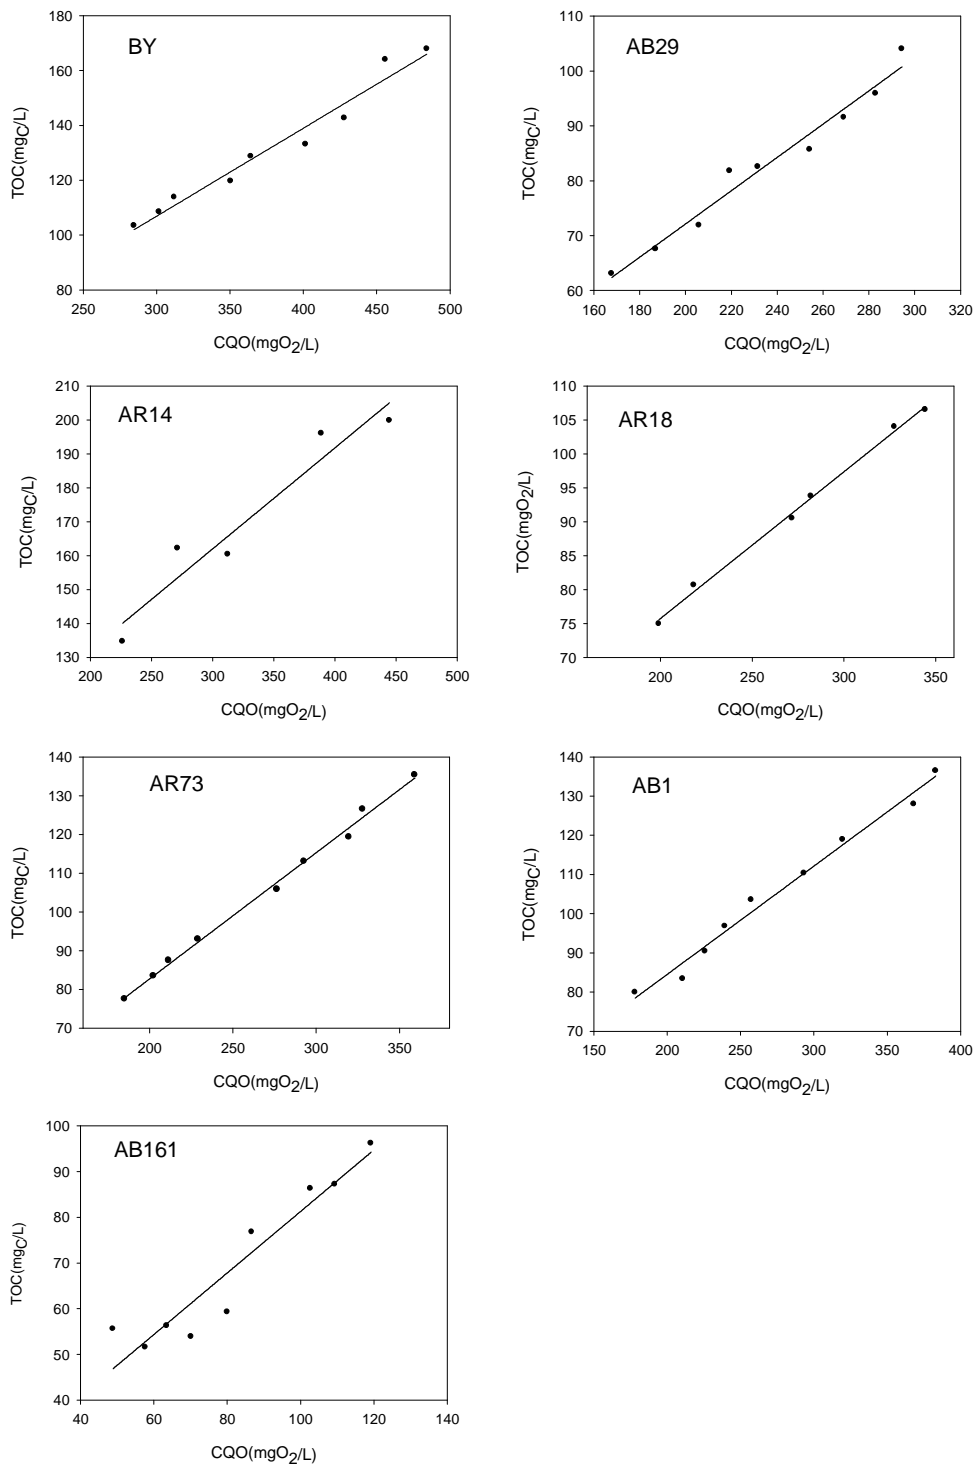 BY
TOC(mgC/L)
180
160
140
120
100
80
250 300 350 400 450 500
CQO(mgO2/L)
AB29
TOC(mgC/L)
110
100
90
80
70
60
160 180 200 220 240 260 280 300 320
CQO(mgO2/L)
AR14
TOC(mgC/L)
210
200
190
180
170
160
150
140
130
200 250 300 350 400 450 500
CQO(mgO2/L)
AR18
TOC(mgO2/L)
110
105
100
95
90
85
80
75
70
200 250 300 350
CQO(mgO2/L)
AR73
TOC(mgC/L)
140
130
120
110
100
90
80
70
200 250 300 350
CQO(mgO2/L)
AB1
TOC(mgC/L)
140
130
120
110
100
90
80
70
150 200 250 300 350 400
CQO(mgO2/L)
AB161
TOC(mgC/L)
100
90
80
70
60
50
40
40 60 80 100 120 140
CQO(mgO2/L)